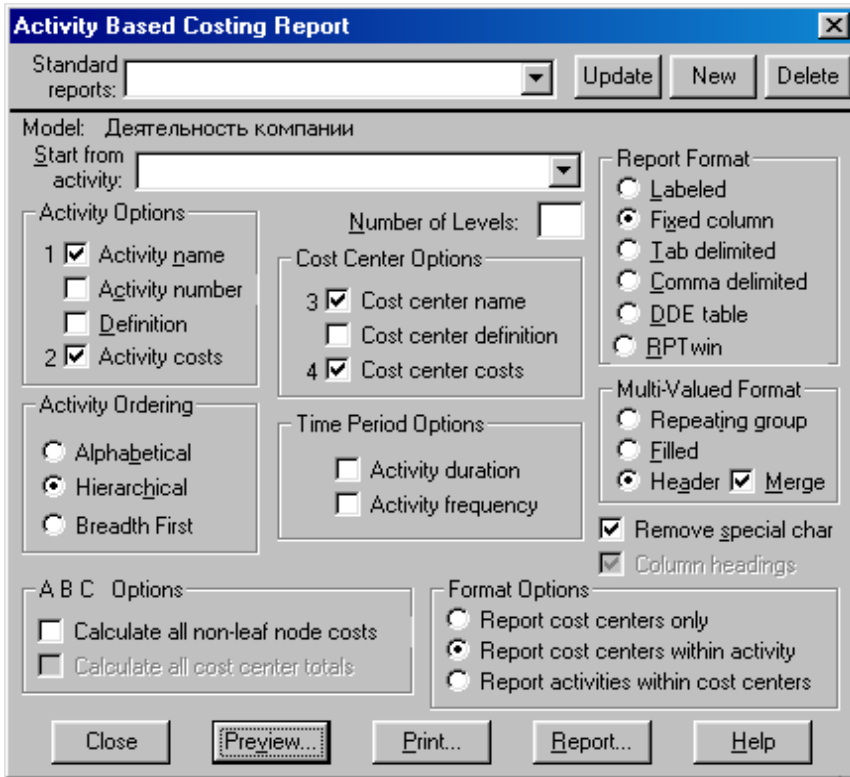 Activity Based Costing Report
Standard reports:
Update New Delete
Model: Деятельность компании
Start from activity:
Number of Levels:
Activity Options
1 Activity name
Activity number
Definition
2 Activity costs
Cost Center Options
3 Cost center name
Cost center definition
4 Cost center costs
Report Format
Labeled
Fixed column
Tab delimited
Comma delimited
DDE table
RPTwin
Activity Ordering
Alphabetical
Hierarchical
Breadth First
Time Period Options
Activity duration
Activity frequency
Multi-Valued Format
Repeating group
Filled
Header Merge
Remove special char
Column headings
A B C Options
Calculate all non-leaf node costs
Calculate all cost center totals
Format Options
Report cost centers only
Report cost centers within activity
Report activities within cost centers
Close Preview... Print... Report... Help